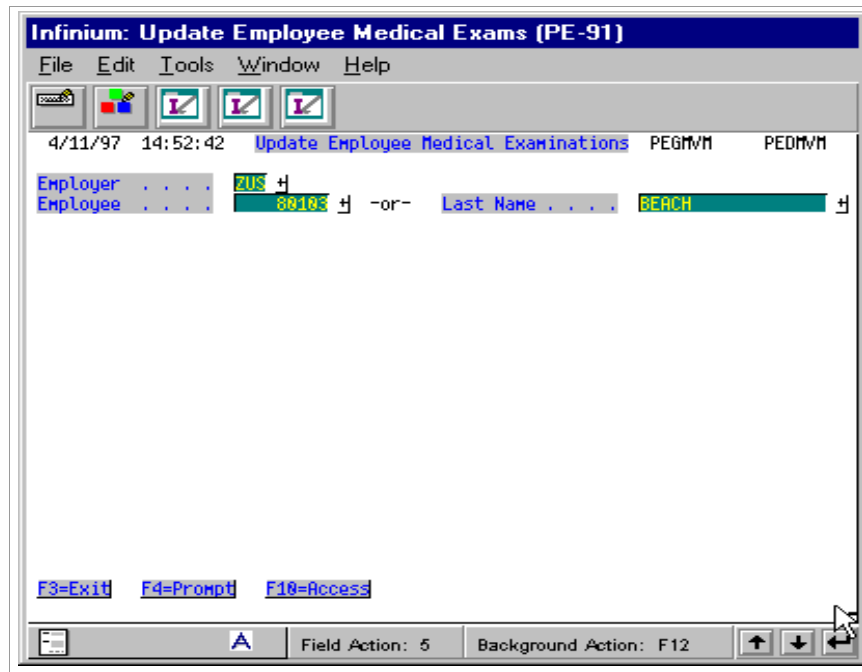 Infinium: Update Employee Medical Exams (PE-91)
File Edit Tools Window Help
4/11/97 14:52:42 Update Employee Medical Examinations PEGMVM PEDMVM
Employer . . . . ZUS +
Employee . . . . 80103 + -or- Last Name . . . . BEACH +
F3=Exit F4=Prompt F10=Access
A Field Action: 5 Background Action: F12